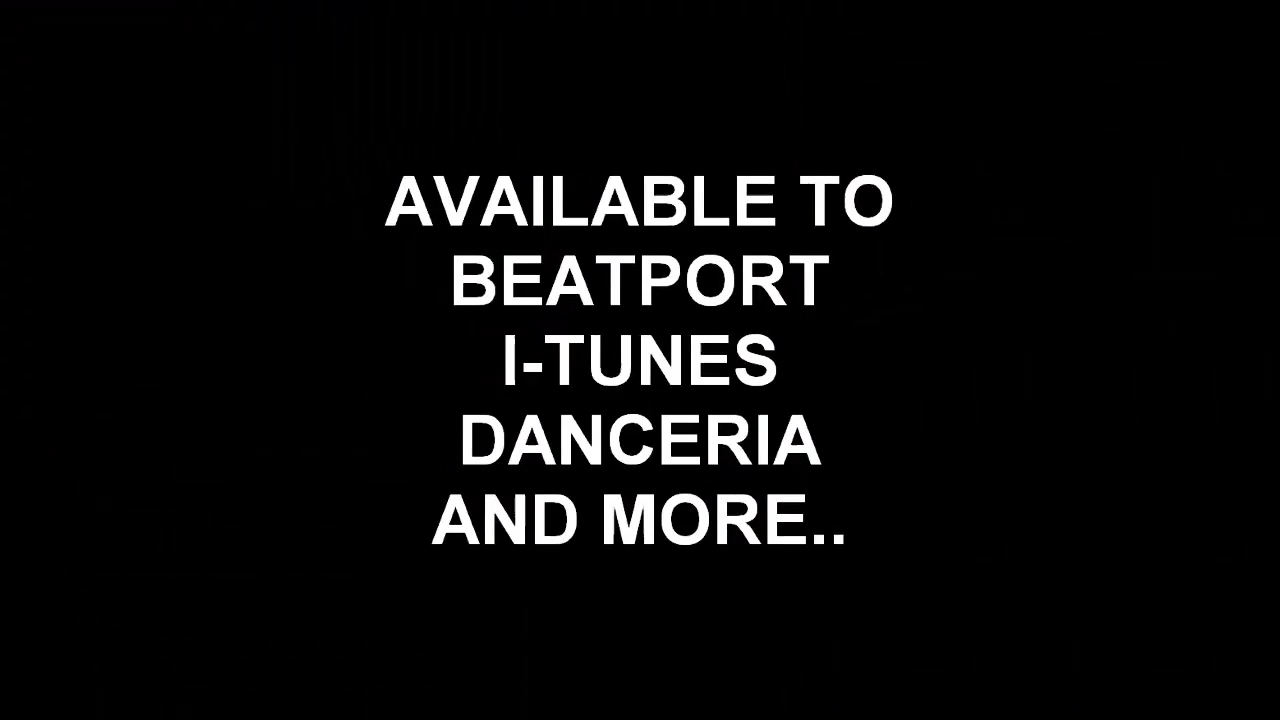 AVAILABLE TO
BEATPORT
I-TUNES
DANCERIA
AND MORE..